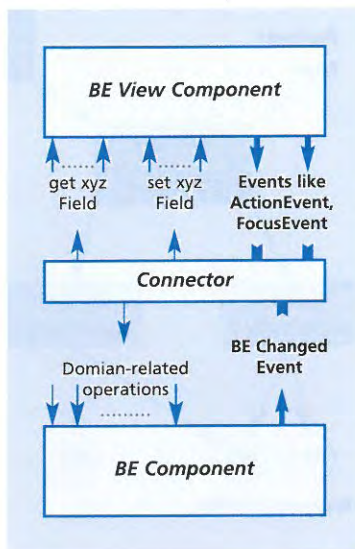 BE View Component
........ ........
get xyz set xyz Events like
Field Field ActionEvent,
FocusEvent
Connector
BE Changed
Event
Domian-related
operations
.........
BE Component